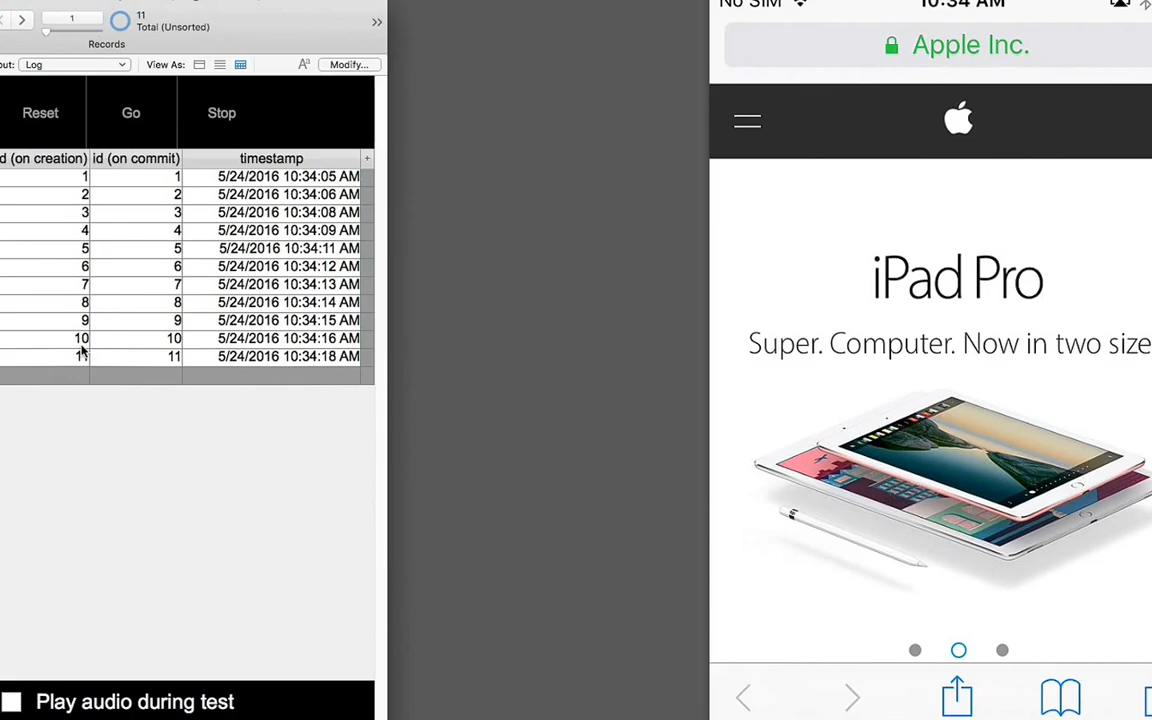 1
11
Total (Unsorted)
Records
Log
View As:
Modify...
Reset Go Stop
(on creation) id (on commit) timestamp
1 1 5/24/2016 10:34:05 AM
2 2 5/24/2016 10:34:06 AM
3 3 5/24/2016 10:34:08 AM
4 4 5/24/2016 10:34:09 AM
5 5 5/24/2016 10:34:11 AM
6 6 5/24/2016 10:34:12 AM
7 7 5/24/2016 10:34:13 AM
8 8 5/24/2016 10:34:14 AM
9 9 5/24/2016 10:34:15 AM
10 10 5/24/2016 10:34:16 AM
11 11 5/24/2016 10:34:18 AM
Play audio during test
No SIM 10:34 AM
Apple Inc.
iPad Pro
Super. Computer. Now in two size